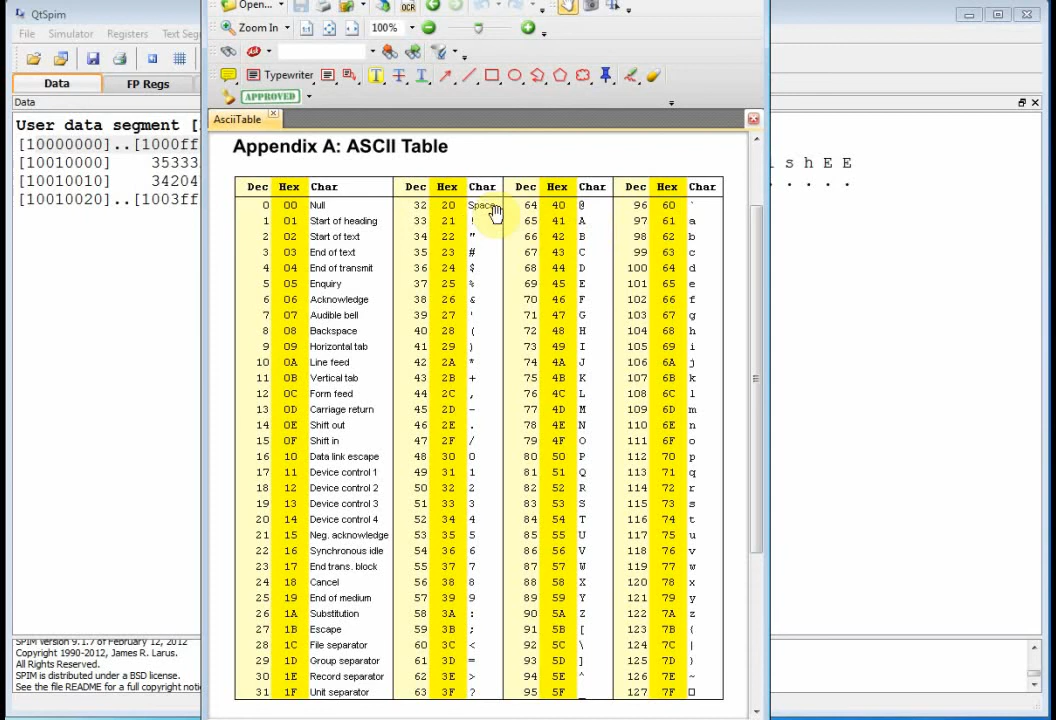 QtSpim
File Simulator Registers Text Seg
Open...
OCR
Zoom In
100%
Typewriter
T T T
APPROVED
Data FP Regs
Data
AsciiTable
User data segment [
[10000000]..[1000ff
[10010000] 35333
[10010010] 34204
[10010020]..[1003ff
s h E E
. . . . .
Appendix A: ASCII Table
Dec Hex Char Dec Hex Char Dec Hex Char Dec Hex Char
0 00 Null 32 20 Space 64 40 @ 96 60 `
1 01 Start of heading 33 21 ! 65 41 A 97 61 a
2 02 Start of text 34 22 " 66 42 B 98 62 b
3 03 End of text 35 23 # 67 43 C 99 63 c
4 04 End of transmit 36 24 $ 68 44 D 100 64 d
5 05 Enquiry 37 25 % 69 45 E 101 65 e
6 06 Acknowledge 38 26 & 70 46 F 102 66 f
7 07 Audible bell 39 27 ' 71 47 G 103 67 g
8 08 Backspace 40 28 ( 72 48 H 104 68 h
9 09 Horizontal tab 41 29 ) 73 49 I 105 69 i
10 0A Line feed 42 2A * 74 4A J 106 6A j
11 0B Vertical tab 43 2B + 75 4B K 107 6B k
12 0C Form feed 44 2C , 76 4C L 108 6C l
13 0D Carriage return 45 2D - 77 4D M 109 6D m
14 0E Shift out 46 2E . 78 4E N 110 6E n
15 0F Shift in 47 2F / 79 4F O 111 6F o
16 10 Data link escape 48 30 0 80 50 P 112 70 p
17 11 Device control 1 49 31 1 81 51 Q 113 71 q
18 12 Device control 2 50 32 2 82 52 R 114 72 r
19 13 Device control 3 51 33 3 83 53 S 115 73 s
20 14 Device control 4 52 34 4 84 54 T 116 74 t
21 15 Neg. acknowledge 53 35 5 85 55 U 117 75 u
22 16 Synchronous idle 54 36 6 86 56 V 118 76 v
23 17 End trans. block 55 37 7 87 57 W 119 77 w
24 18 Cancel 56 38 8 88 58 X 120 78 x
25 19 End of medium 57 39 9 89 59 Y 121 79 y
26 1A Substitution 58 3A : 90 5A Z 122 7A z
27 1B Escape 59 3B ; 91 5B [ 123 7B {
28 1C File separator 60 3C < 92 5C \ 124 7C |
29 1D Group separator 61 3D = 93 5D ] 125 7D }
30 1E Record separator 62 3E > 94 5E ^ 126 7E ~
31 1F Unit separator 63 3F ? 95 5F _ 127 7F □
SPIM Version 9.1.7 of February 12, 2012
Copyright 1990-2012, James R. Larus.
All Rights Reserved.
SPIM is distributed under a BSD license.
See the file README for a full copyright noti